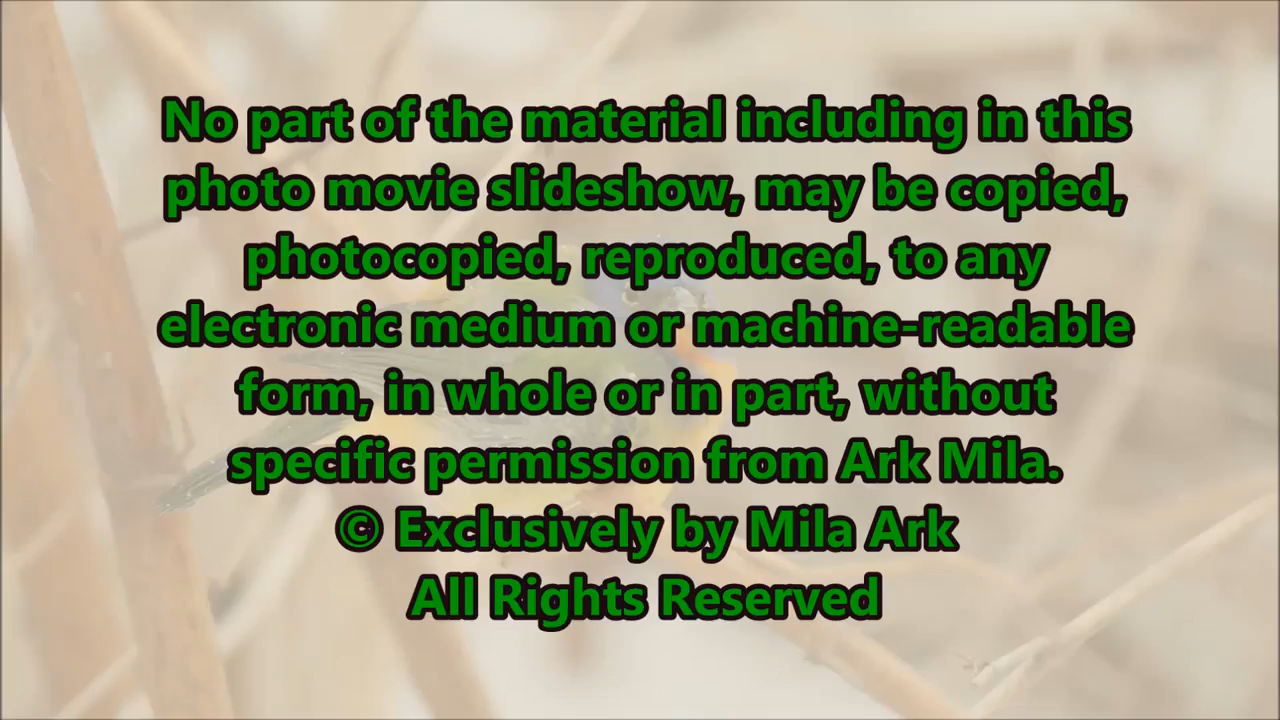 No part of the material including in this
photo movie slideshow, may be copied,
photocopied, reproduced, to any
electronic medium or machine-readable
form, in whole or in part, without
specific permission from Ark Mila.
© Exclusively by Mila Ark
All Rights Reserved